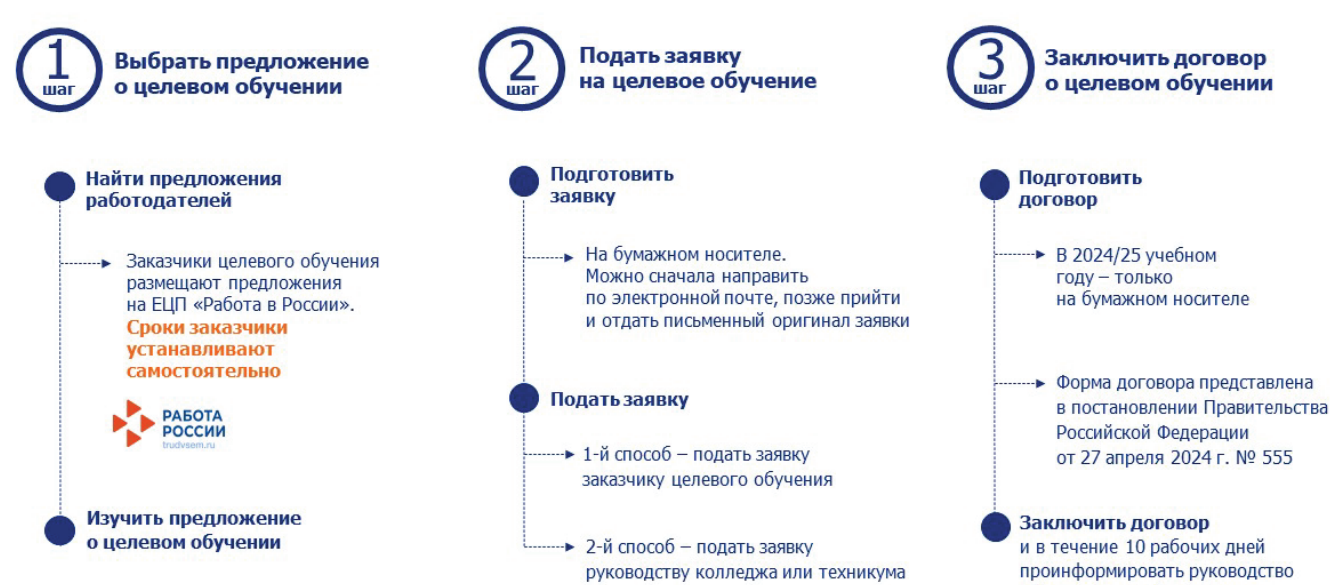 1
шаг
Выбрать предложение
о целевом обучении
Найти предложения
работодателей
Заказчики целевого обучения
размещают предложения
на ЕЦП «Работа в России».
Сроки заказчики
устанавливают
самостоятельно
РАБОТА
РОССИИ
trudvsem.ru
Изучить предложение
о целевом обучении
2
шаг
Подать заявку
на целевое обучение
Подготовить
заявку
На бумажном носителе.
Можно сначала направить
по электронной почте, позже прийти
и отдать письменный оригинал заявки
Подать заявку
1-й способ – подать заявку
заказчику целевого обучения
2-й способ – подать заявку
руководству колледжа или техникума
3
шаг
Заключить договор
о целевом обучении
Подготовить
договор
В 2024/25 учебном
году – только
на бумажном носителе
Форма договора представлена
в постановлении Правительства
Российской Федерации
от 27 апреля 2024 г. № 555
Заключить договор
и в течение 10 рабочих дней
проинформировать руководство